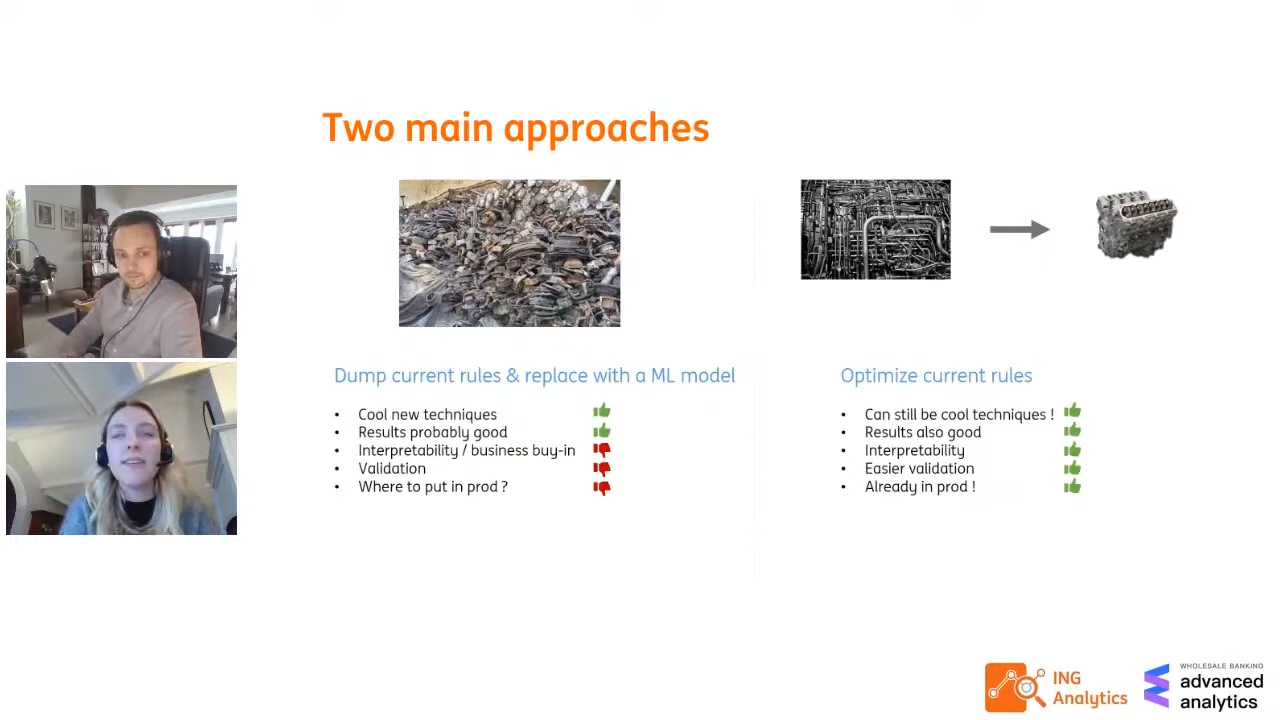 Two main approaches
Dump current rules & replace with a ML model
• Cool new techniques
• Results probably good
• Interpretability / business buy-in
• Validation
• Where to put in prod ?
Optimize current rules
• Can still be cool techniques !
• Results also good
• Interpretability
• Easier validation
• Already in prod !
ING
Analytics
WHOLESALE BANKING
advanced
analytics